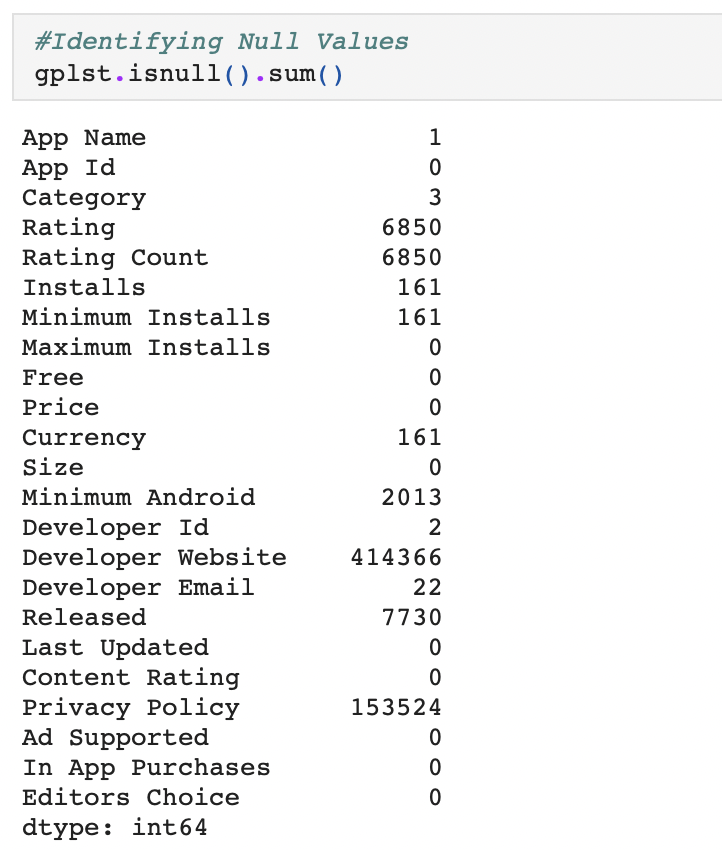 #Identifying Null Values
gplst.isnull().sum()
App Name 1
App Id 0
Category 3
Rating 6850
Rating Count 6850
Installs 161
Minimum Installs 161
Maximum Installs 0
Free 0
Price 0
Currency 161
Size 0
Minimum Android 2013
Developer Id 2
Developer Website 414366
Developer Email 22
Released 7730
Last Updated 0
Content Rating 0
Privacy Policy 153524
Ad Supported 0
In App Purchases 0
Editors Choice 0
dtype: int64